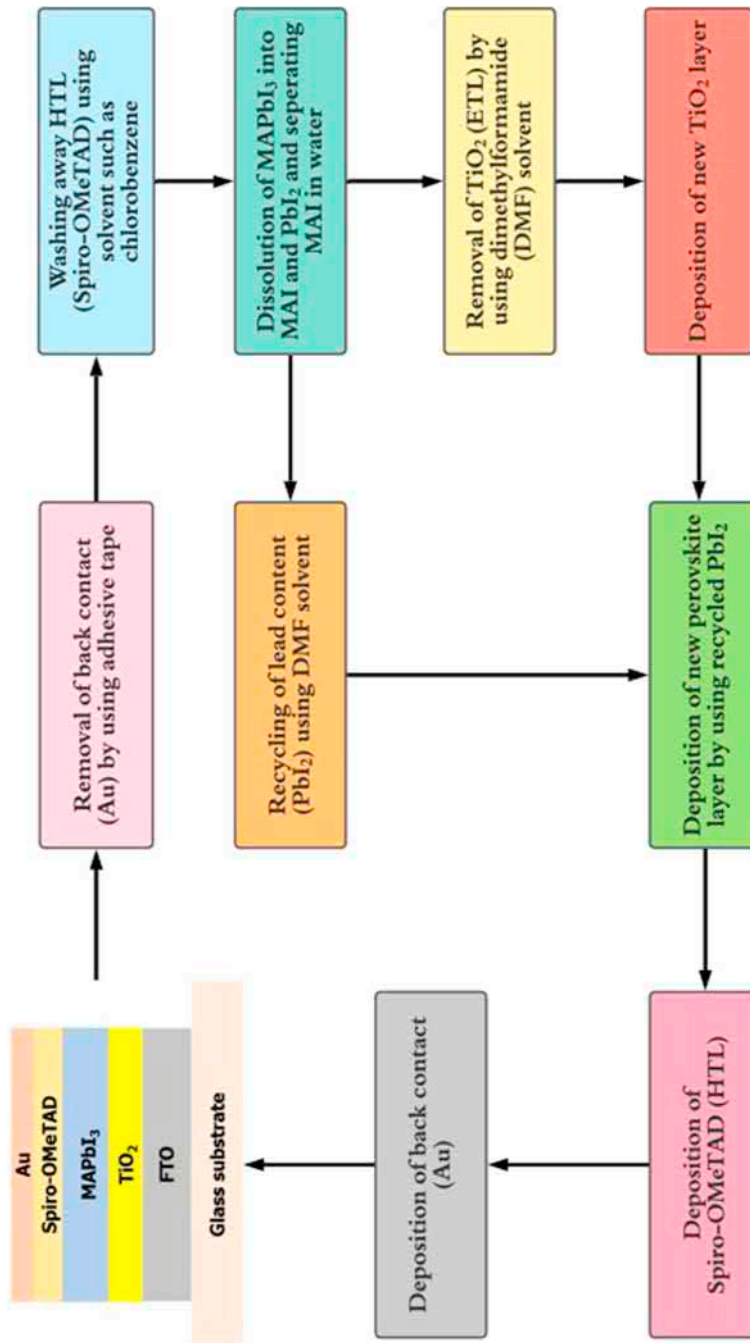 Au
Spiro-OMeTAD
MAPbI₃
TiO₂
FTO
Glass substrate
Removal of back contact
(Au) by using adhesive tape
Washing away HTL
(Spiro-OMeTAD) using
solvent such as
chlorobenzene
Dissolution of MAPbI₃ into
MAI and PbI₂ and seperating
MAI in water
Recycling of lead content
(PbI₂) using DMF solvent
Removal of TiO₂ (ETL) by
using dimethylformamide
(DMF) solvent
Deposition of new TiO₂ layer
Deposition of new perovskite
layer by using recycled PbI₂
Deposition of
Spiro-OMeTAD (HTL)
Deposition of back contact
(Au)